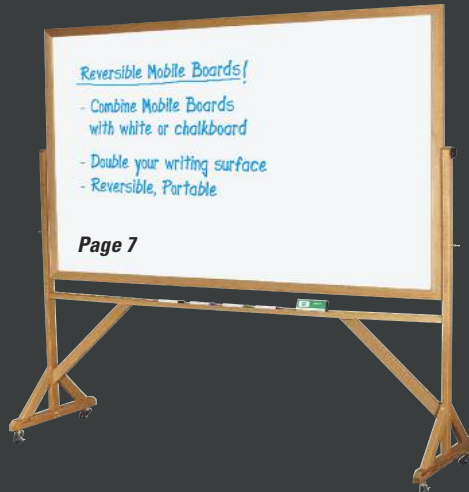 Reversible Mobile Boards!
- Combine Mobile Boards
with white or chalkboard
- Double your writing surface
- Reversible, Portable
Page 7